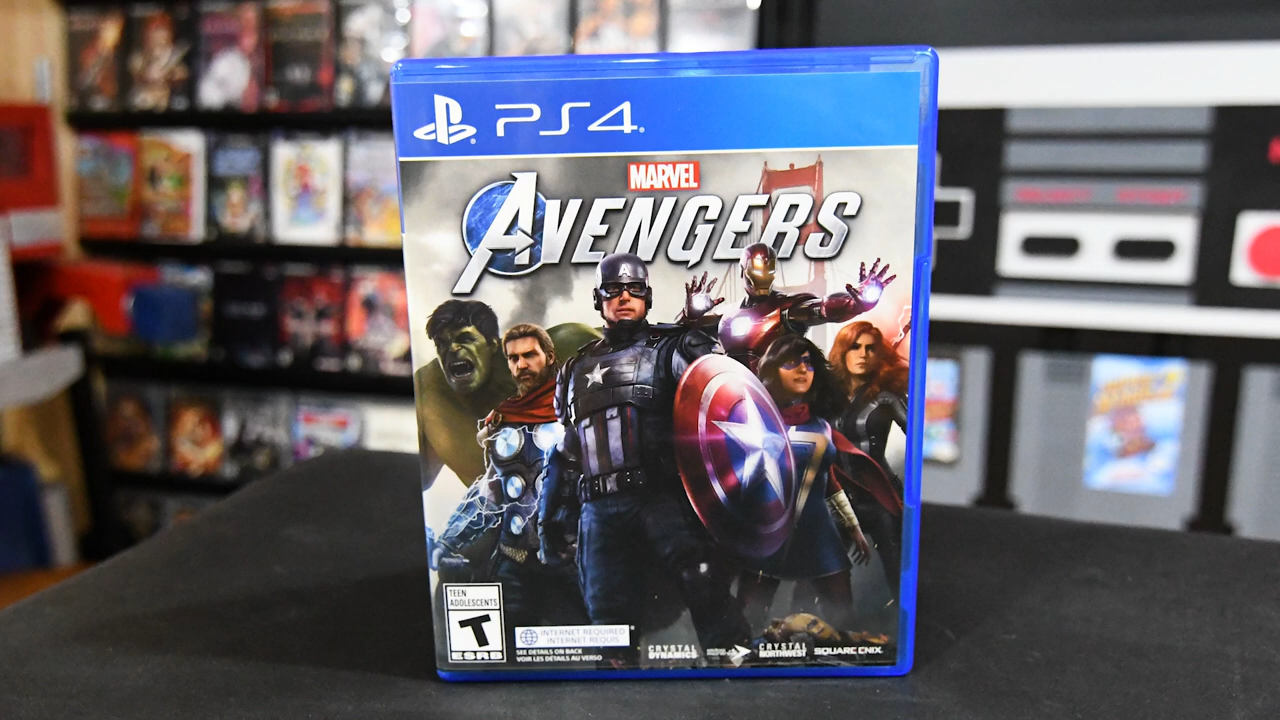 PS4
MARVEL
AVENGERS
A
TEEN
ADOLESCENTS
T
ESRB
INTERNET REQUIRED
INTERNET REQUIS
SEE DETAILS ON BACK
VOIR LES DÉTAILS AU VERSO
CRYSTAL
DYNAMICS
CRYSTAL
NORTHWEST
SQUARE ENIX